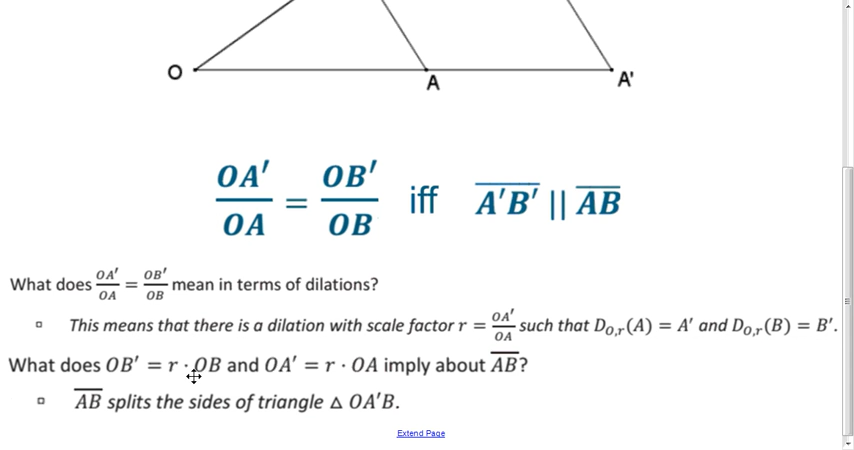 O
A
A'
OA′/OA = OB′/OB iff A′B′ || AB
What does OA′/OA = OB′/OB mean in terms of dilations?
▫ This means that there is a dilation with scale factor r = OA′/OA such that D_{O,r}(A) = A′ and D_{O,r}(B) = B′.
What does OB′ = r · OB and OA′ = r · OA imply about A̅B̅?
▫ A̅B̅ splits the sides of triangle △ OA′B.
Extend Page